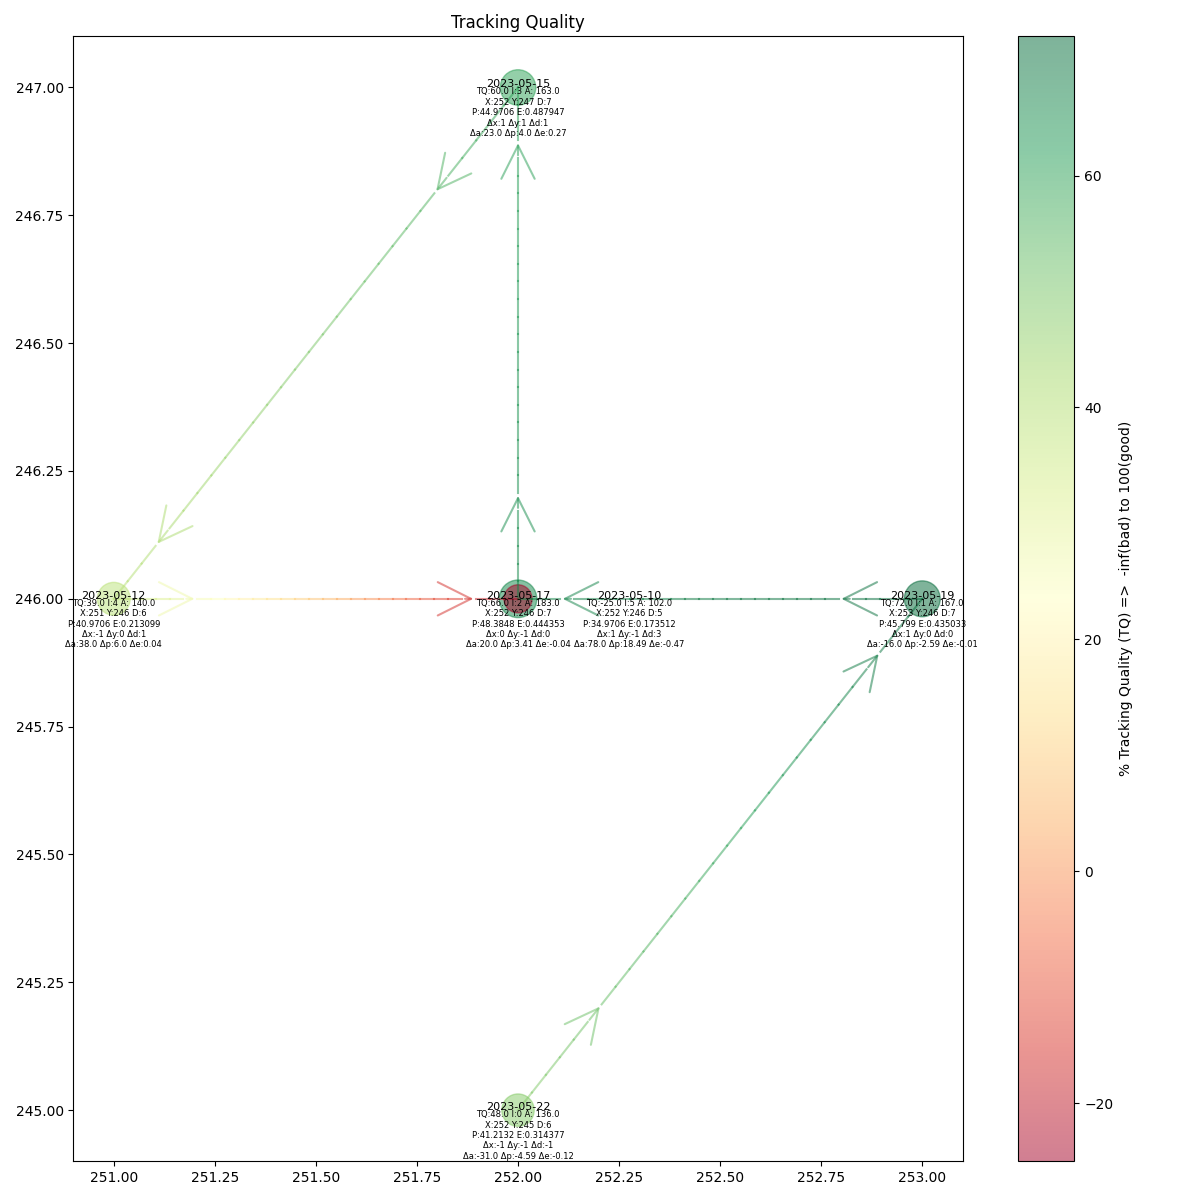 Tracking Quality
247.00
246.75
246.50
246.25
246.00
245.75
245.50
245.25
245.00
2023-05-15
TQ:60.0 I:3 A: 163.0
X:252 Y:247 D:7
P:44.9706 E:0.487947
Δx:1 Δy:1 Δd:1
Δa:23.0 Δp:4.0 Δe:0.27
2023-05-12
TQ:39.0 I:4 A: 140.0
X:251 Y:246 D:6
P:40.9706 E:0.213099
Δx:-1 Δy:0 Δd:1
Δa:38.0 Δp:6.0 Δe:0.04
2023-05-17
TQ:66.0 I:2 A: 183.0
X:252 Y:246 D:7
P:48.3848 E:0.444353
Δx:0 Δy:-1 Δd:0
Δa:20.0 Δp:3.41 Δe:-0.04
2023-05-10
TQ:-25.0 I:5 A: 102.0
X:252 Y:246 D:5
P:34.9706 E:0.173512
Δx:1 Δy:-1 Δd:3
Δa:78.0 Δp:18.49 Δe:-0.47
2023-05-19
TQ:72.0 I:1 A: 167.0
X:253 Y:246 D:7
P:45.799 E:0.435033
Δx:1 Δy:0 Δd:0
Δa:-16.0 Δp:-2.59 Δe:-0.01
2023-05-22
TQ:48.0 I:0 A: 136.0
X:252 Y:245 D:6
P:41.2132 E:0.314377
Δx:-1 Δy:-1 Δd:-1
Δa:-31.0 Δp:-4.59 Δe:-0.12
251.00
251.25
251.50
251.75
252.00
252.25
252.50
252.75
253.00
60
40
20
0
−20
% Tracking Quality (TQ) => -inf(bad) to 100(good)